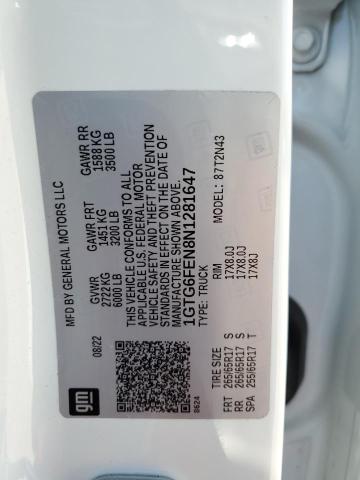 gm
MFD BY GENERAL MOTORS LLC
08/22
GVWR
2722 KG
6000 LB
GAWR FRT
1451 KG
3200 LB
GAWR RR
1588 KG
3500 LB
THIS VEHICLE CONFORMS TO ALL
APPLICABLE U.S. FEDERAL MOTOR
VEHICLE SAFETY AND THEFT PREVENTION
STANDARDS IN EFFECT ON THE DATE OF
MANUFACTURE SHOWN ABOVE.
1GTG6FEN8N1281647
TYPE: TRUCK
MODEL: 87T2N43
8624
TIRE SIZE RIM
FRT 265/65R17 S 17X8.0J
RR 265/65R17 S 17X8.0J
SPA 255/65R17 T 17X8J